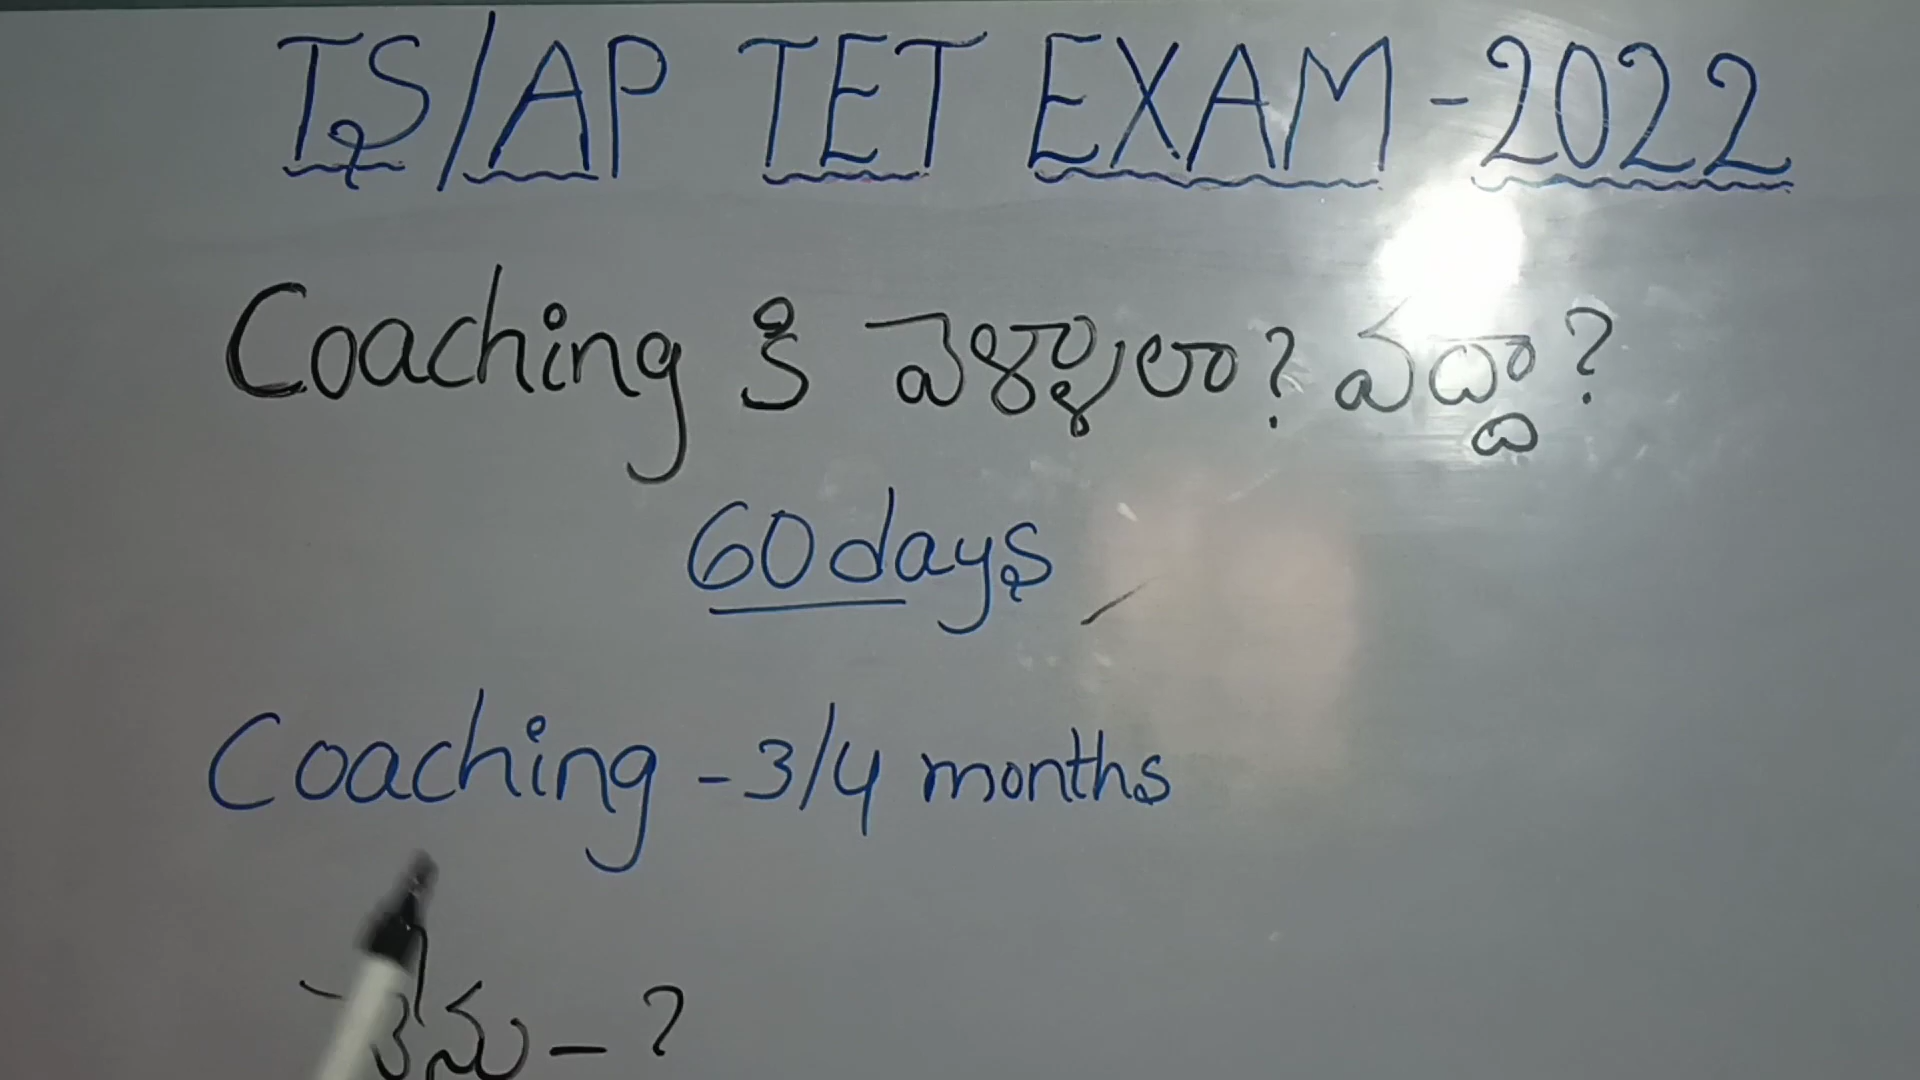 TS/AP TET EXAM-2022
Coaching కి వెళ్ళాలా? వద్దా?
60days
Coaching - 3/4 months
- ?